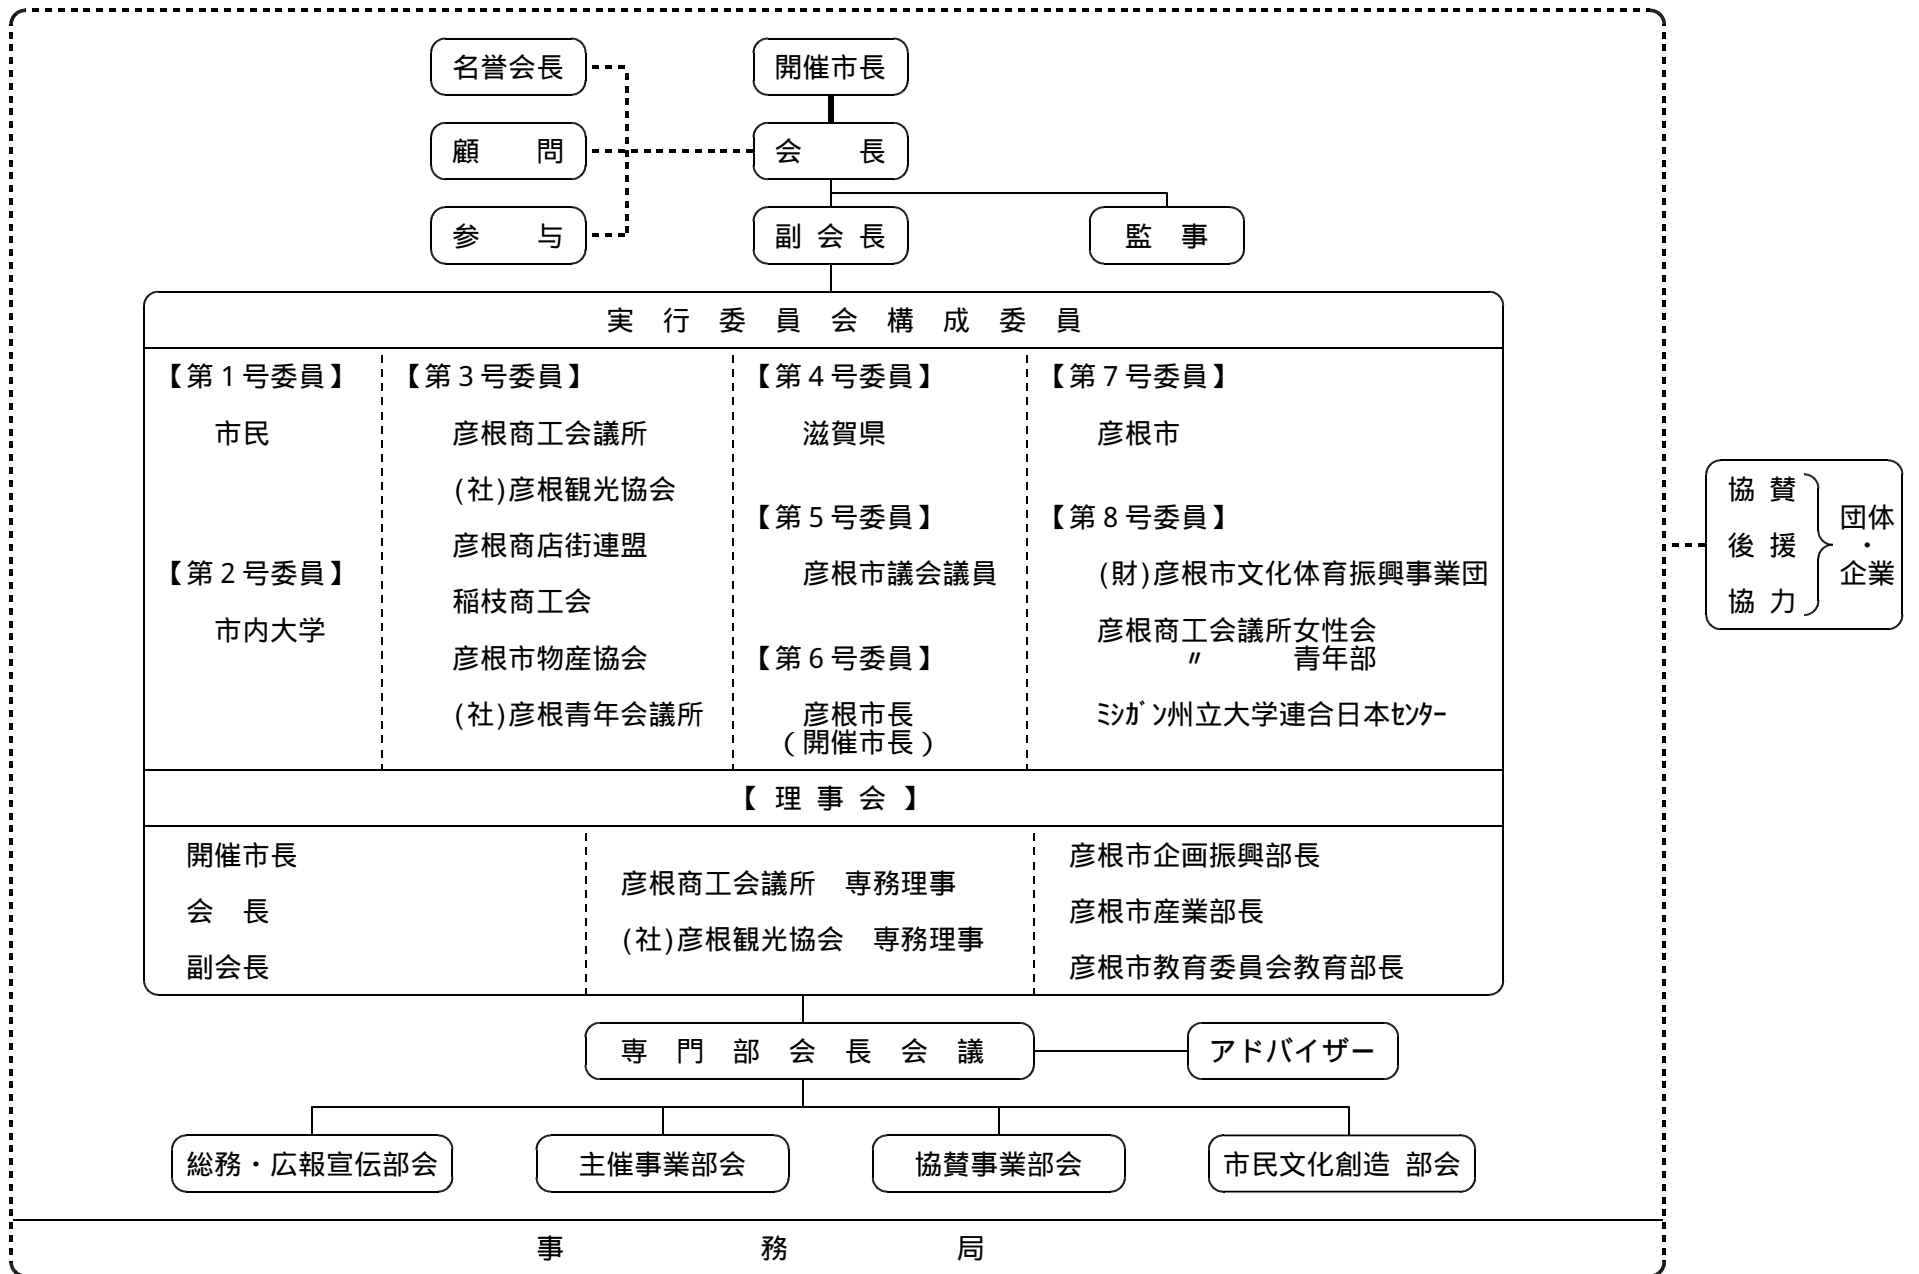 名誉会長
開催市長
顧　　問
会　　長
参　　与
副 会 長
監　事
実　行　委　員　会　構　成　委　員
【第1号委員】
市民
【第2号委員】
市内大学
【第3号委員】
彦根商工会議所
(社)彦根観光協会
彦根商店街連盟
稲枝商工会
彦根市物産協会
(社)彦根青年会議所
【第4号委員】
滋賀県
【第5号委員】
彦根市議会議員
【第6号委員】
彦根市長
(開催市長)
【第7号委員】
彦根市
【第8号委員】
(財)彦根市文化体育振興事業団
彦根商工会議所女性会
〃　　　青年部
ﾐｼｶﾞﾝ州立大学連合日本ｾﾝﾀｰ
【 理 事 会 】
開催市長
会　長
副会長
彦根商工会議所　専務理事
(社)彦根観光協会　専務理事
彦根市企画振興部長
彦根市産業部長
彦根市教育委員会教育部長
専　門　部　会　長　会　議
アドバイザー
総務・広報宣伝部会
主催事業部会
協賛事業部会
市民文化創造 部会
事　　　務　　　局
協 賛
後 援
協 力
団体
・
企業